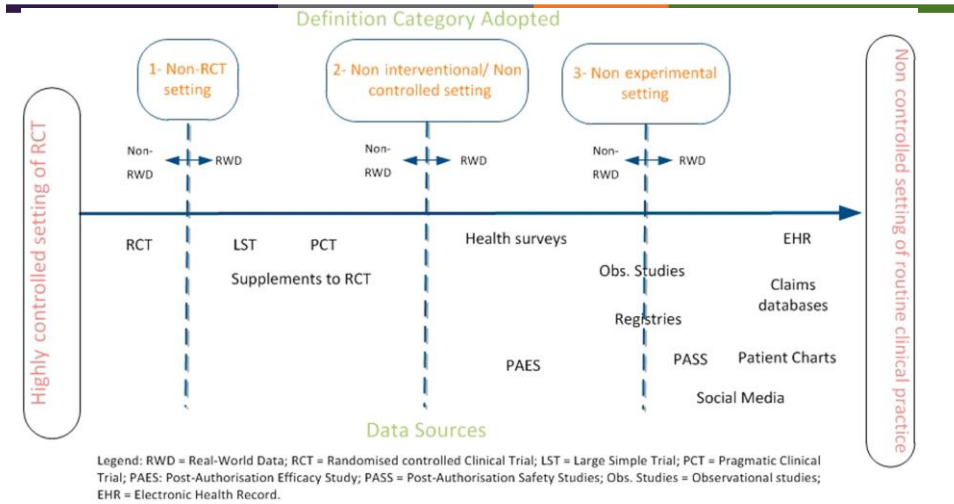 Definition Category Adopted
1- Non-RCT
setting
2- Non interventional/ Non
controlled setting
3- Non experimental
setting
Highly controlled setting of RCT
Non controlled setting of routine clinical practice
Non-
RWD
RWD
Non-
RWD
RWD
Non-
RWD
RWD
RCT
LST
PCT
Health surveys
EHR
Supplements to RCT
Obs. Studies
Claims
databases
Registries
PAES
PASS
Patient Charts
Social Media
Data Sources
Legend: RWD = Real-World Data; RCT = Randomised controlled Clinical Trial; LST = Large Simple Trial; PCT = Pragmatic Clinical
Trial; PAES: Post-Authorisation Efficacy Study; PASS = Post-Authorisation Safety Studies; Obs. Studies = Observational studies;
EHR = Electronic Health Record.